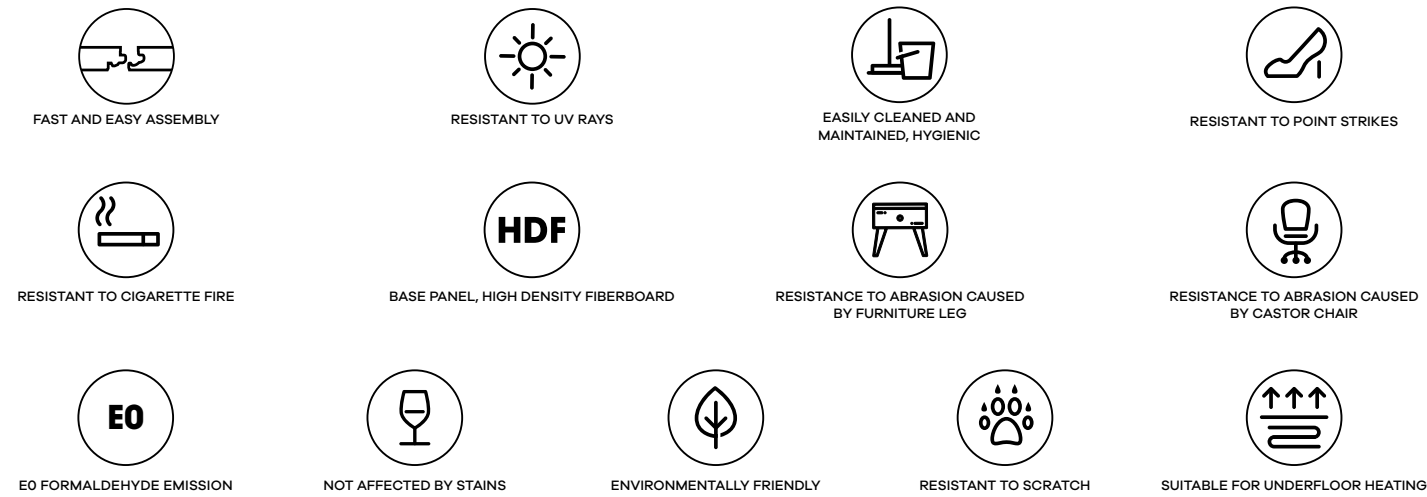 FAST AND EASY ASSEMBLY
RESISTANT TO UV RAYS
EASILY CLEANED AND
MAINTAINED, HYGIENIC
RESISTANT TO POINT STRIKES
RESISTANT TO CIGARETTE FIRE
HDF
BASE PANEL, HIGH DENSITY FIBERBOARD
RESISTANCE TO ABRASION CAUSED
BY FURNITURE LEG
RESISTANCE TO ABRASION CAUSED
BY CASTOR CHAIR
E0
E0 FORMALDEHYDE EMISSION
NOT AFFECTED BY STAINS
ENVIRONMENTALLY FRIENDLY
RESISTANT TO SCRATCH
SUITABLE FOR UNDERFLOOR HEATING